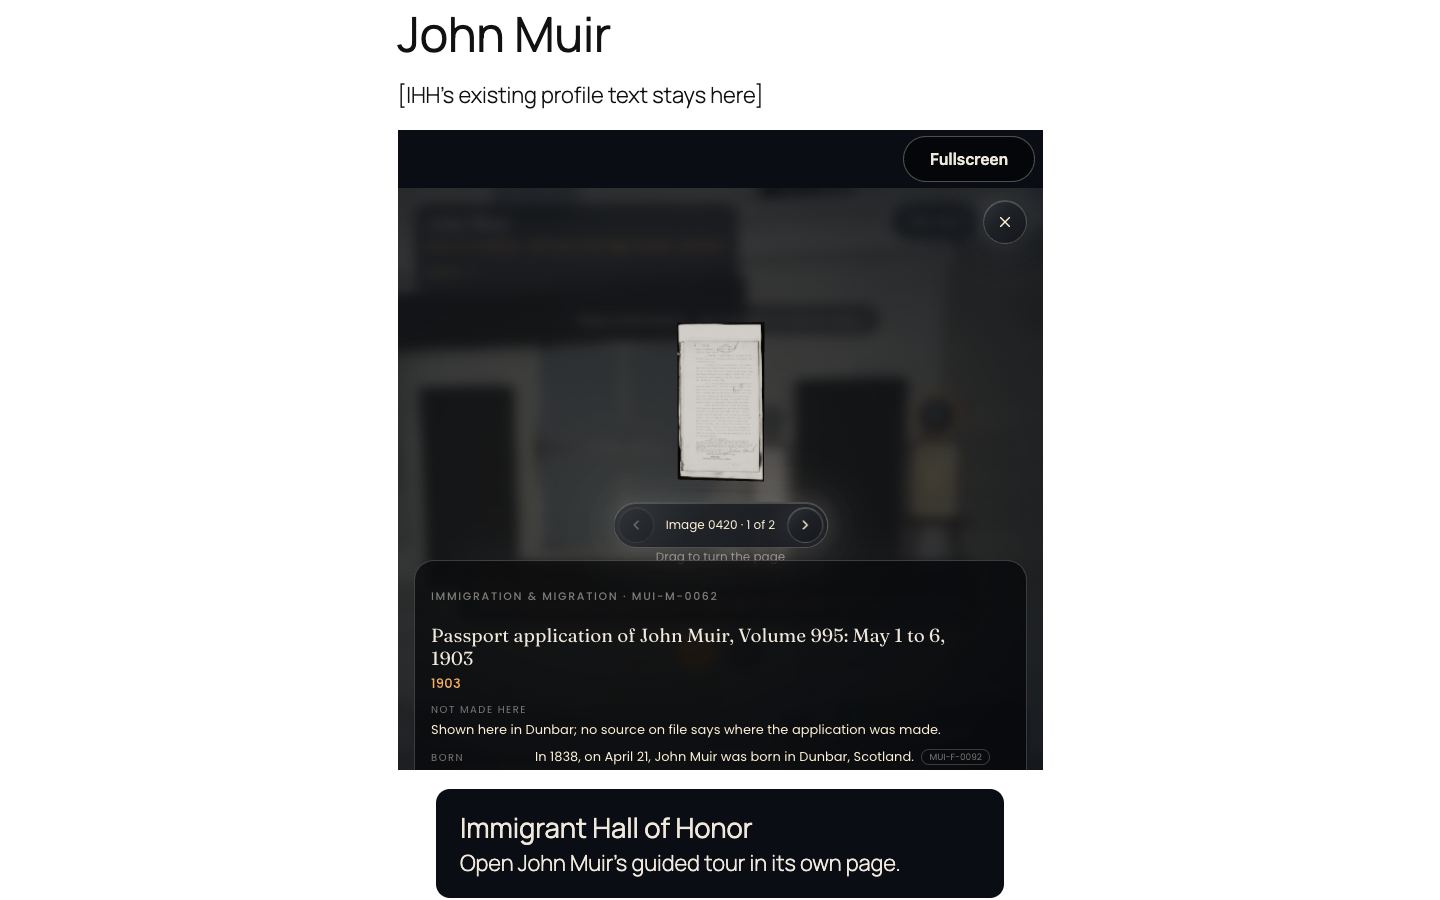 John Muir
[IHH's existing profile text stays here]
Fullscreen
Image 0420 · 1 of 2
Drag to turn the page
IMMIGRATION & MIGRATION · MUI-M-0062
Passport application of John Muir, Volume 995: May 1 to 6,
1903
1903
NOT MADE HERE
Shown here in Dunbar; no source on file says where the application was made.
BORN In 1838, on April 21, John Muir was born in Dunbar, Scotland. MUI-F-0092
Immigrant Hall of Honor
Open John Muir's guided tour in its own page.